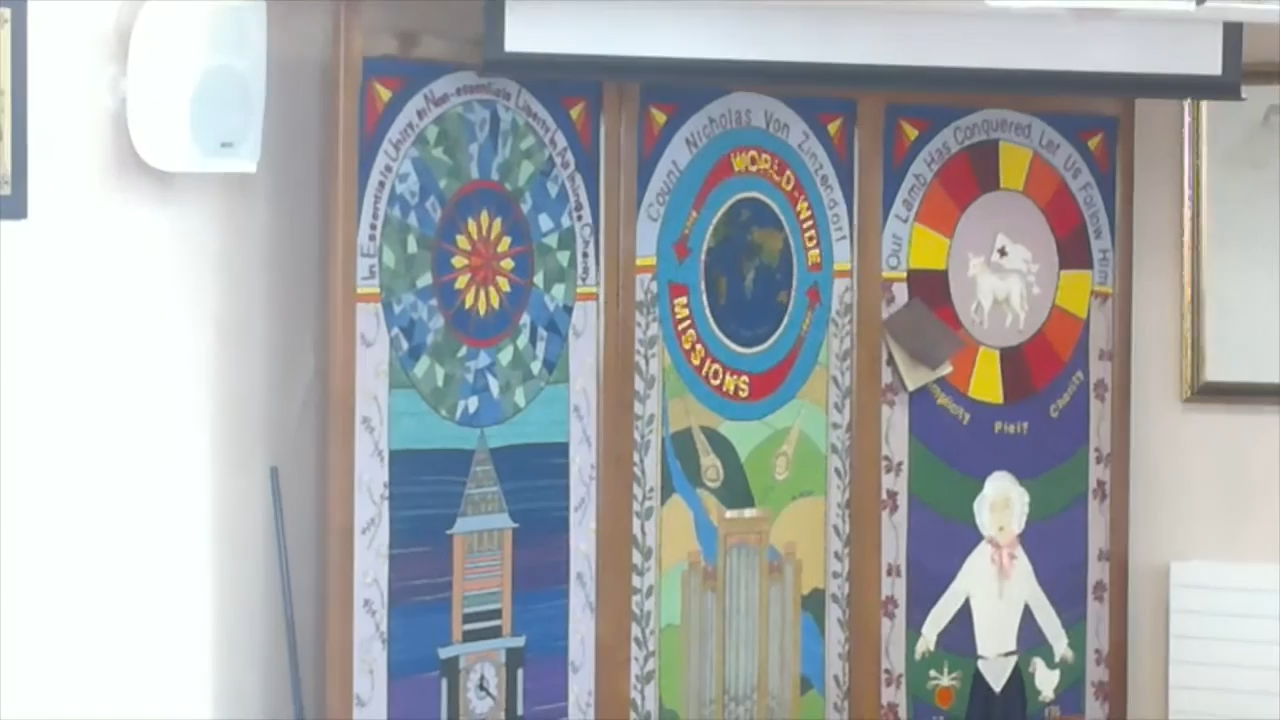 In Essentials Unity, In Non-essentials Liberty In All things Charity
Count Nicholas Von Zinzendorf
WORLD-WIDE
MISSIONS
Our Lamb Has Conquered Let Us Follow Him
Piety
Charity